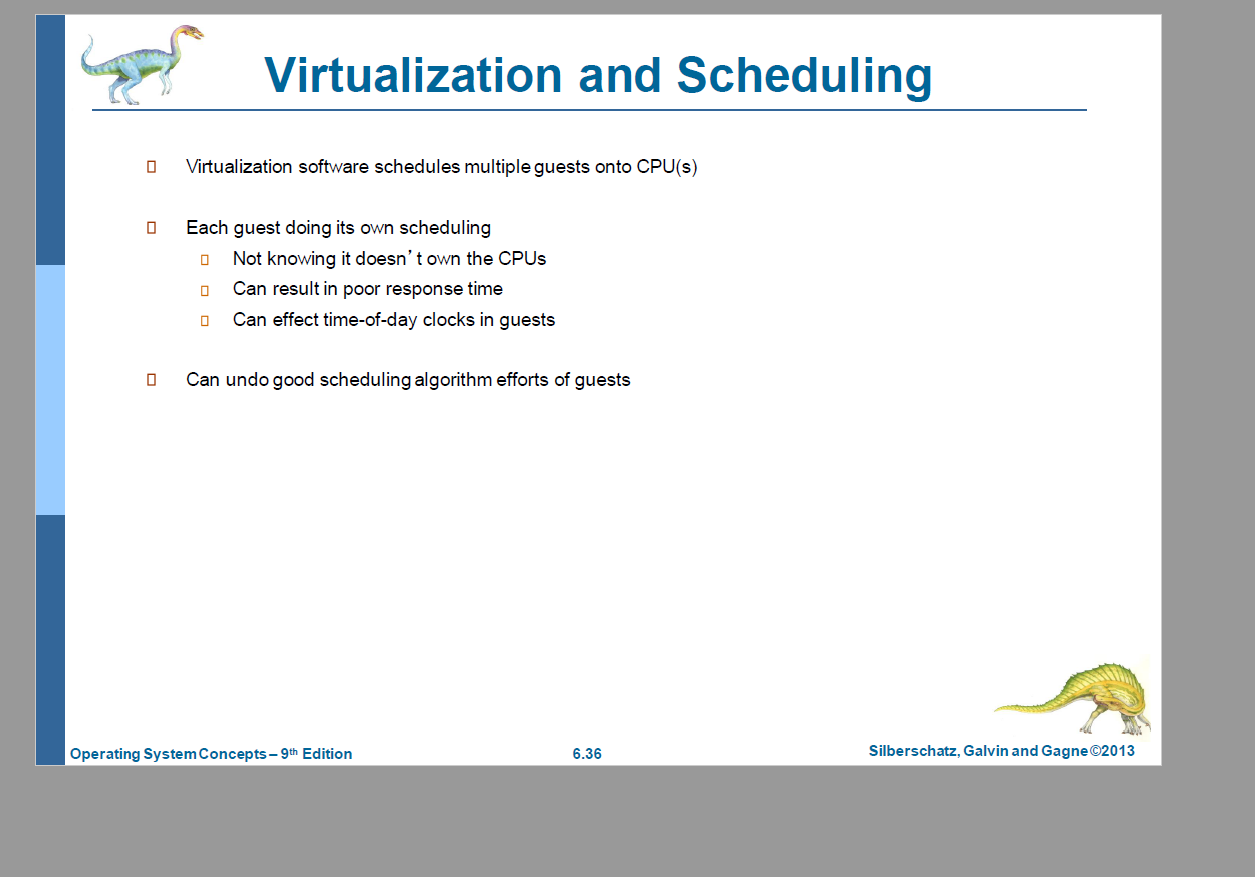 Virtualization and Scheduling
Virtualization software schedules multiple guests onto CPU(s)
Each guest doing its own scheduling
Not knowing it doesn’t own the CPUs
Can result in poor response time
Can effect time-of-day clocks in guests
Can undo good scheduling algorithm efforts of guests
Operating System Concepts – 9th Edition
6.36
Silberschatz, Galvin and Gagne ©2013